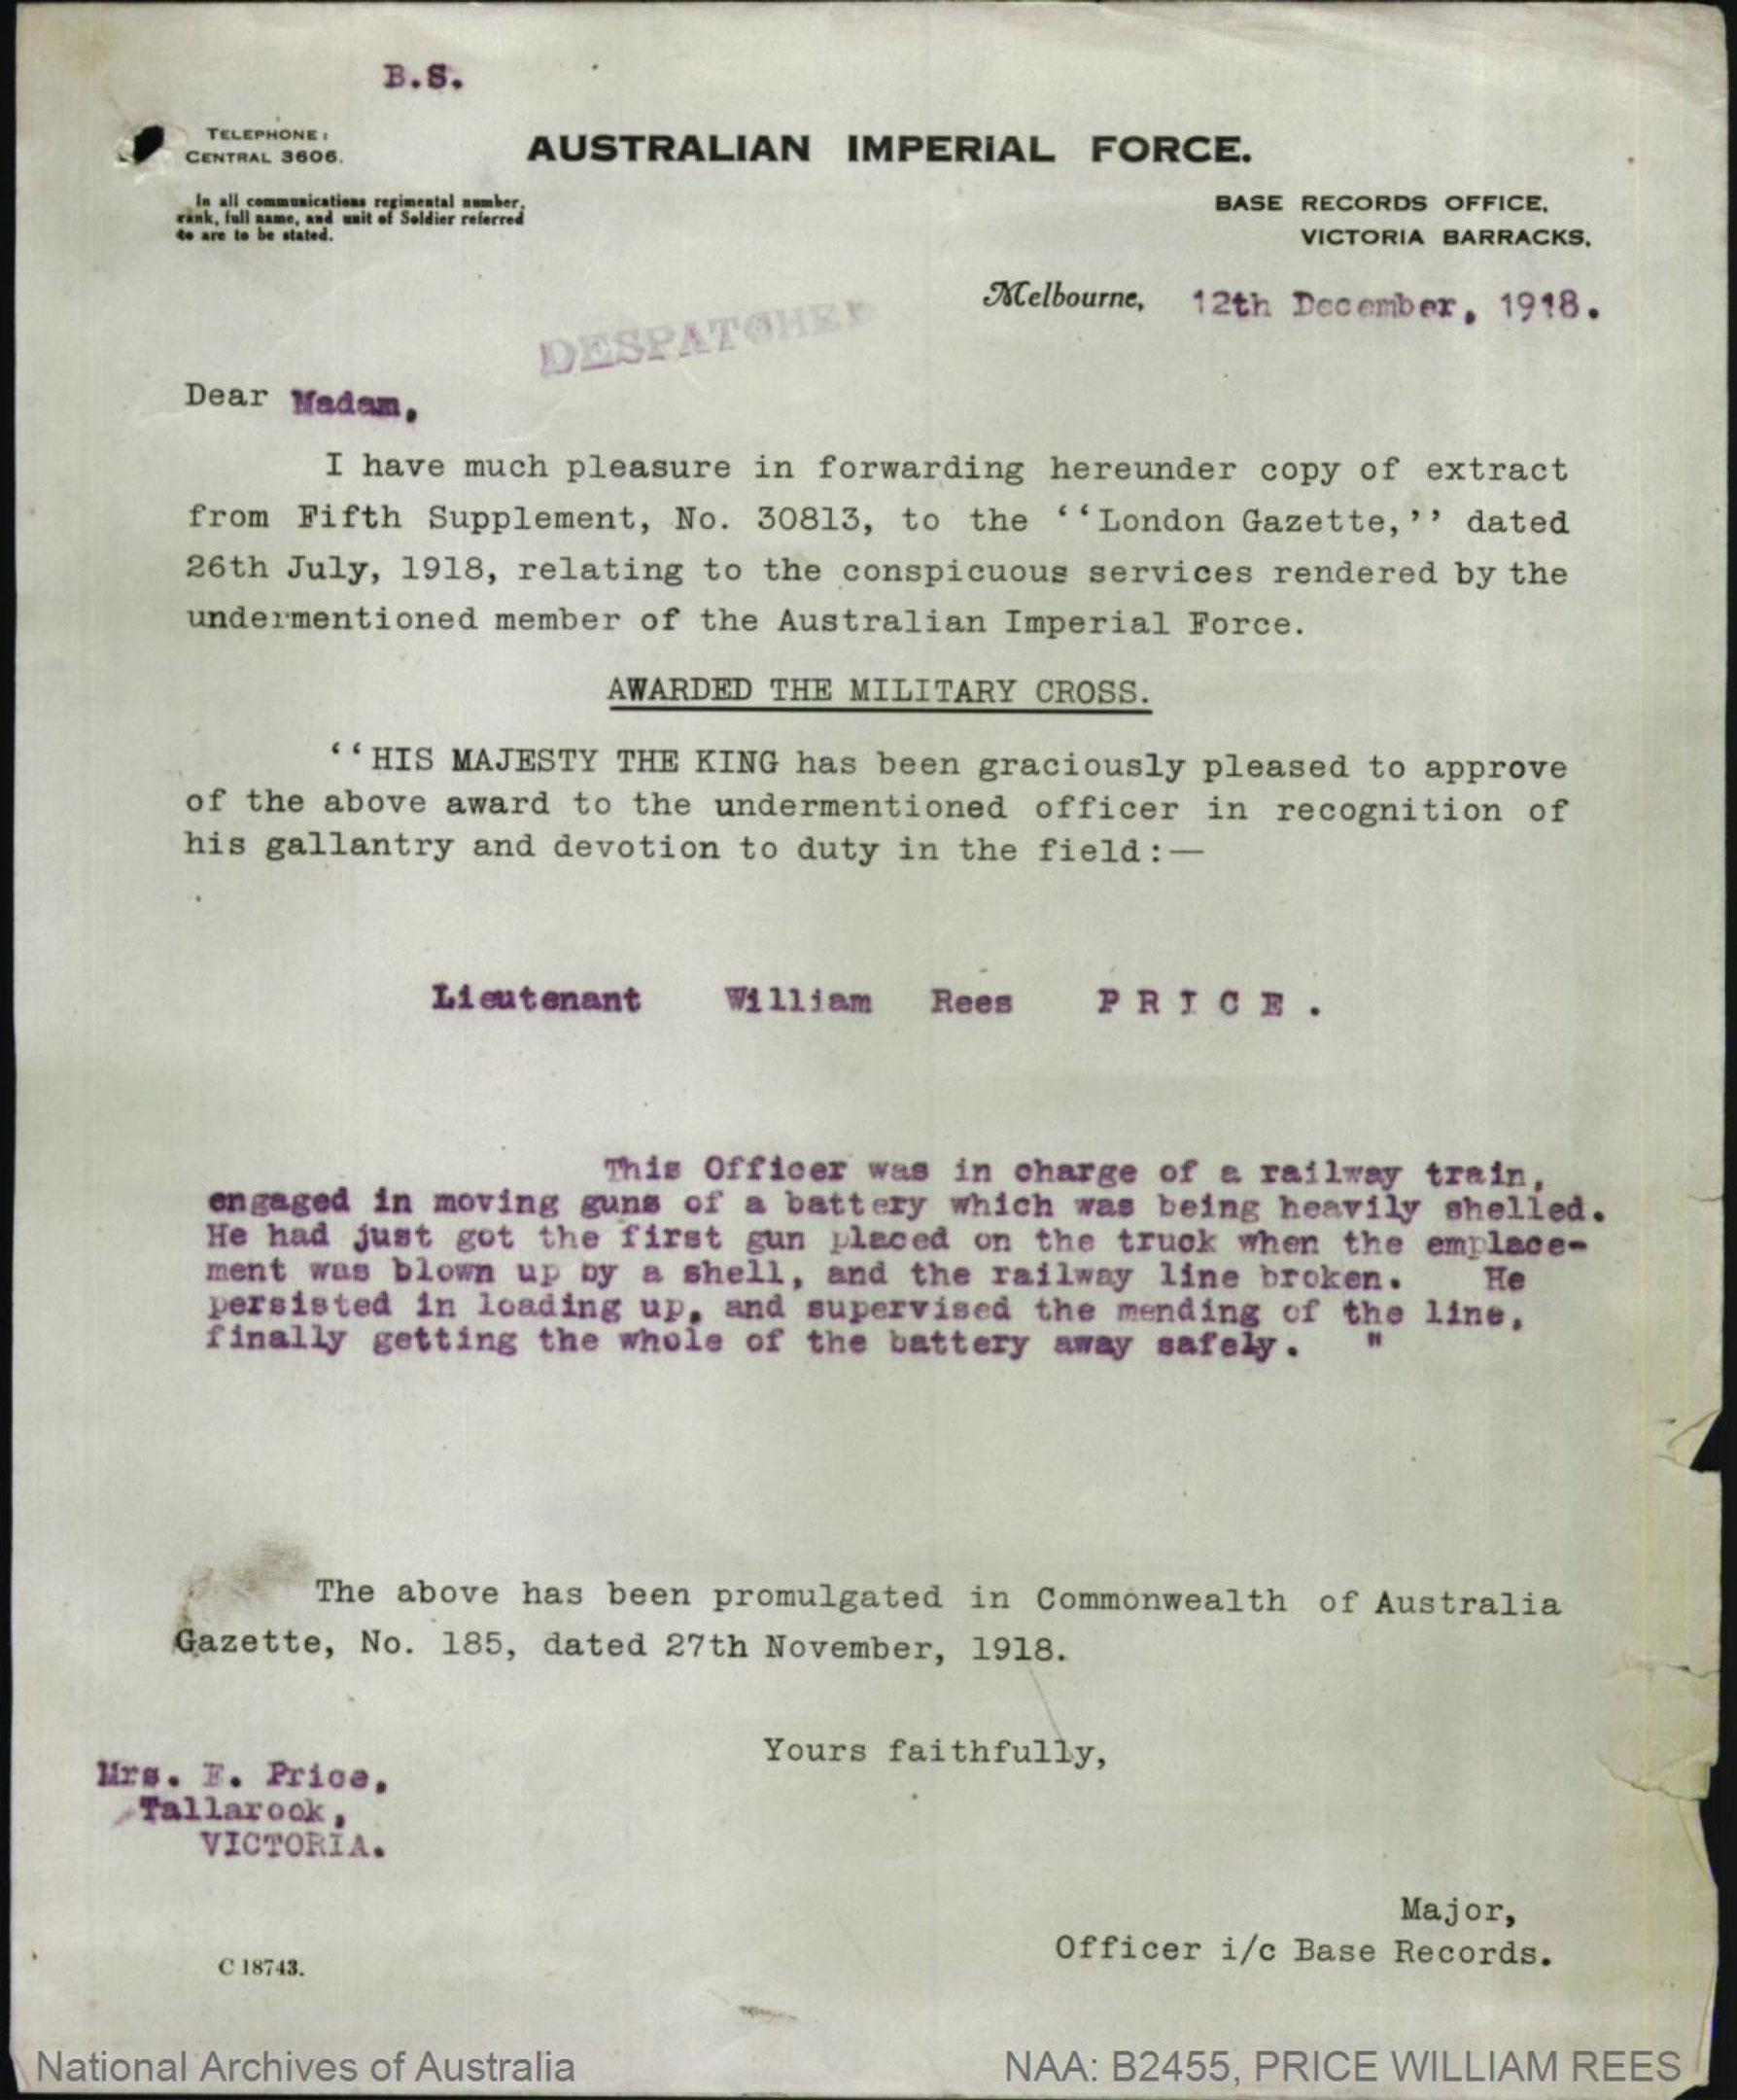 B.S.
TELEPHONE:
CENTRAL 3606.
AUSTRALIAN IMPERIAL FORCE.
In all communications regimental number,
rank, full name, and unit of Soldier referred
to are to be stated.
BASE RECORDS OFFICE,
VICTORIA BARRACKS,
Melbourne, 12th December, 1918.
DESPATCHED
Dear Madam,
I have much pleasure in forwarding hereunder copy of extract
from Fifth Supplement, No. 30813, to the ‘‘London Gazette,’’ dated
26th July, 1918, relating to the conspicuous services rendered by the
undermentioned member of the Australian Imperial Force.
AWARDED THE MILITARY CROSS.
‘‘HIS MAJESTY THE KING has been graciously pleased to approve
of the above award to the undermentioned officer in recognition of
his gallantry and devotion to duty in the field:—
Lieutenant William Rees PRICE.
This Officer was in charge of a railway train,
engaged in moving guns of a battery which was being heavily shelled.
He had just got the first gun placed on the truck when the emplace-
ment was blown up by a shell, and the railway line broken. He
persisted in loading up, and supervised the mending of the line,
finally getting the whole of the battery away safely. "
The above has been promulgated in Commonwealth of Australia
Gazette, No. 185, dated 27th November, 1918.
Yours faithfully,
Mrs. F. Price,
Tallarook,
VICTORIA.
Major,
Officer i/c Base Records.
C 18743.
National Archives of Australia
NAA: B2455, PRICE WILLIAM REES